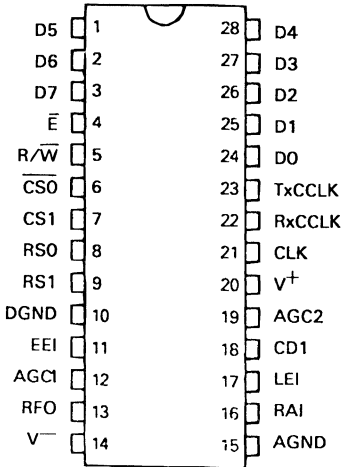 D5 1 28 D4
D6 2 27 D3
D7 3 26 D2
E̅ 4 25 D1
R/W̅ 5 24 D0
C̅S̅0̅ 6 23 TxCCLK
CS1 7 22 RxCCLK
RS0 8 21 CLK
RS1 9 20 V+
DGND 10 19 AGC2
EEI 11 18 CD1
AGC1 12 17 LEI
RFO 13 16 RAI
V− 14 15 AGND